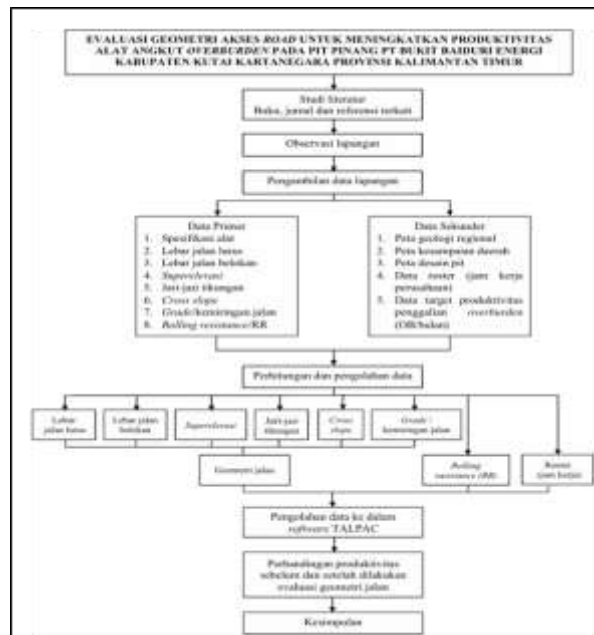 EVALUASI GEOMETRI AKSES ROAD UNTUK MENINGKATKAN PRODUKTIVITAS
ALAT ANGKUT OVERBURDEN PADA PIT PINANG PT BUKIT BAIDURI ENERGI
KABUPATEN KUTAI KARTANEGARA PROVINSI KALIMANTAN TIMUR
Studi literatur
Buku, jurnal dan referensi terkait
Observasi lapangan
Pengambilan data lapangan
Data Primer
1. Spesifikasi alat
2. Lebar jalan lurus
3. Lebar jalan belokan
4. Superelevasi
5. Jari-jari tikungan
6. Cross slope
7. Grade/kemiringan jalan
8. Rolling resistance/RR
Data Sekunder
1. Peta geologi regional
2. Peta kesampaian daerah
3. Peta desain pit
4. Data roster (jam kerja
perusahaan)
5. Data target produktivitas
penggalian overburden
(OB/bulan)
Perhitungan dan pengolahan data
Lebar
jalan lurus
Lebar jalan
belokan
Superelevasi
Jari-jari
tikungan
Cross
slope
Grade /
kemiringan jalan
Geometri jalan
Rolling
resistance (RR)
Roster
(jam kerja)
Pengolahan data ke dalam
software TALPAC
Perbandingan produktivitas
sebelum dan setelah dilakukan
evaluasi geometri jalan
Kesimpulan